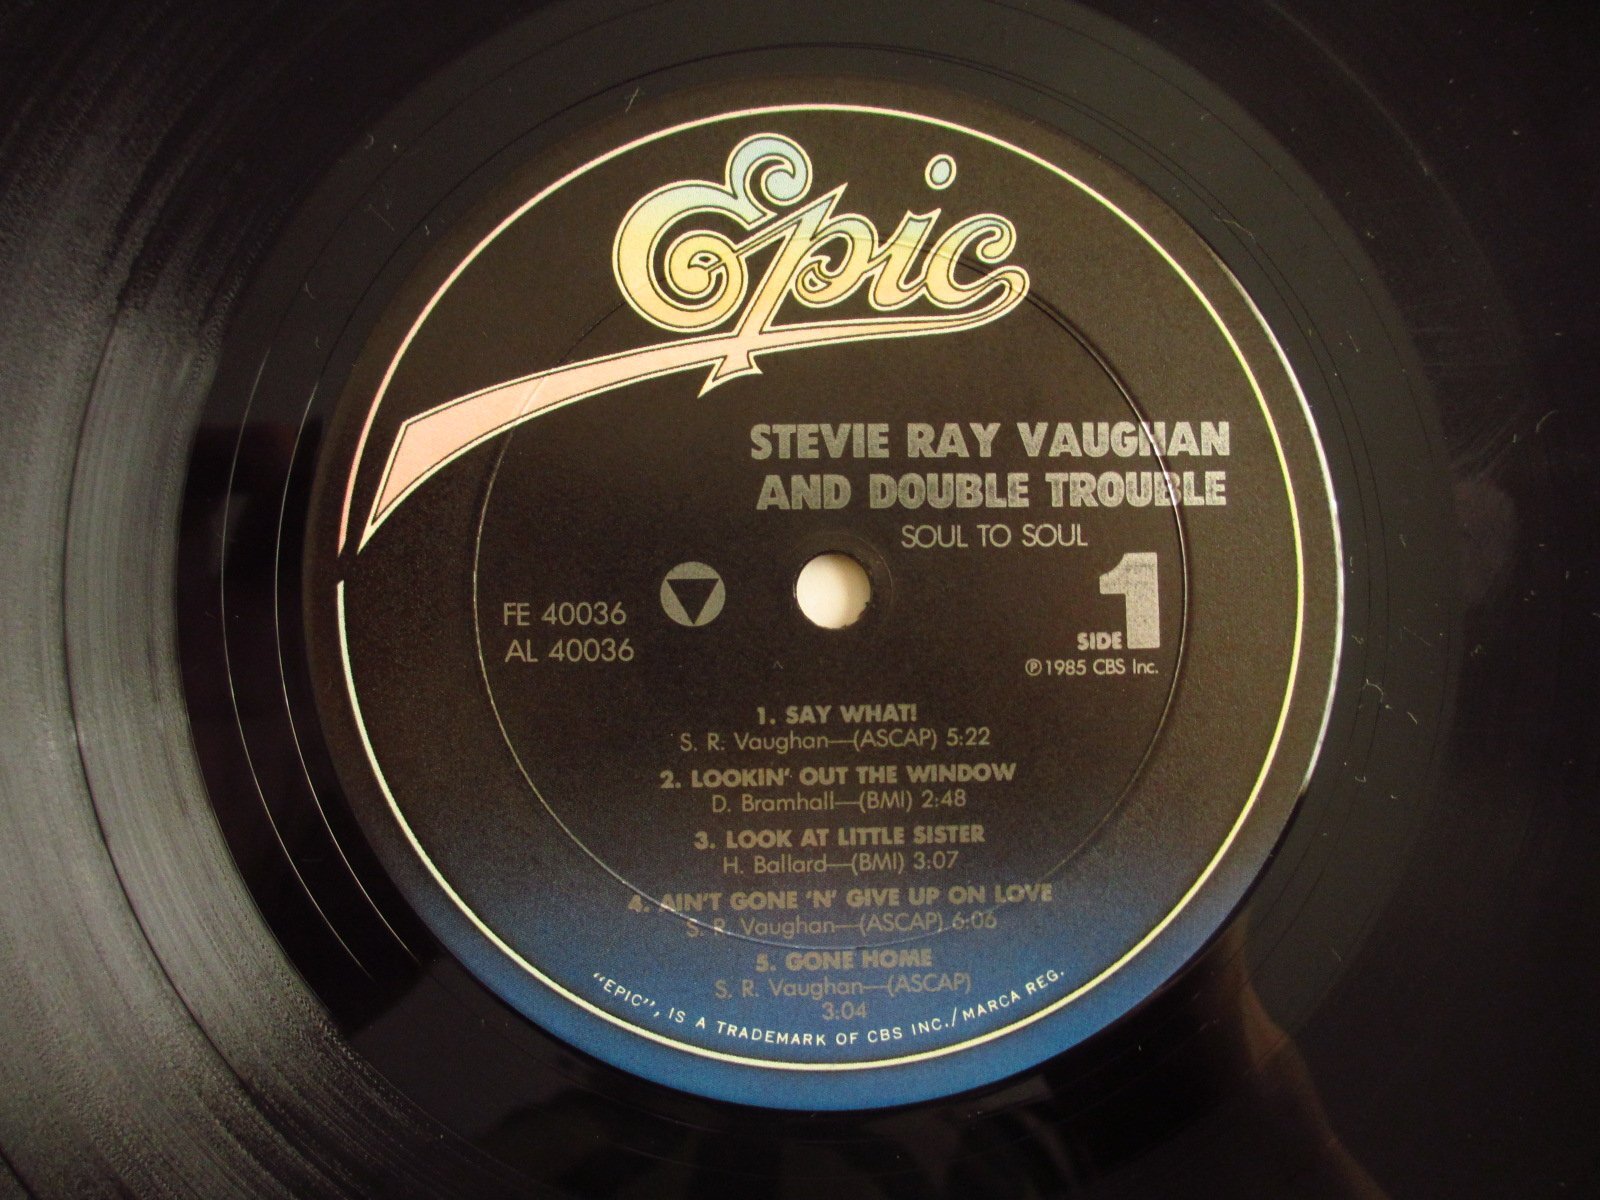 Epic
STEVIE RAY VAUGHAN
AND DOUBLE TROUBLE
SOUL TO SOUL
FE 40036
AL 40036
SIDE 1
℗1985 CBS Inc.
1. SAY WHAT!
S. R. Vaughan—(ASCAP) 5:22
2. LOOKIN' OUT THE WINDOW
D. Bramhall—(BMI) 2:48
3. LOOK AT LITTLE SISTER
H. Ballard—(BMI) 3:07
4. AIN'T GONE 'N' GIVE UP ON LOVE
S. R. Vaughan—(ASCAP) 6:06
5. GONE HOME
S. R. Vaughan—(ASCAP)
3:04
"EPIC", IS A TRADEMARK OF CBS INC./MARCA REG.